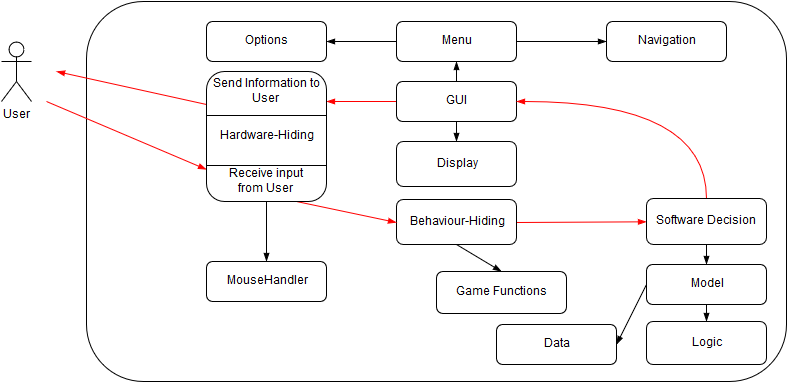 Options
Menu
Navigation
Send Information to
User
GUI
User
Hardware-Hiding
Display
Receive input
from User
Behaviour-Hiding
Software Decision
MouseHandler
Game Functions
Model
Data
Logic